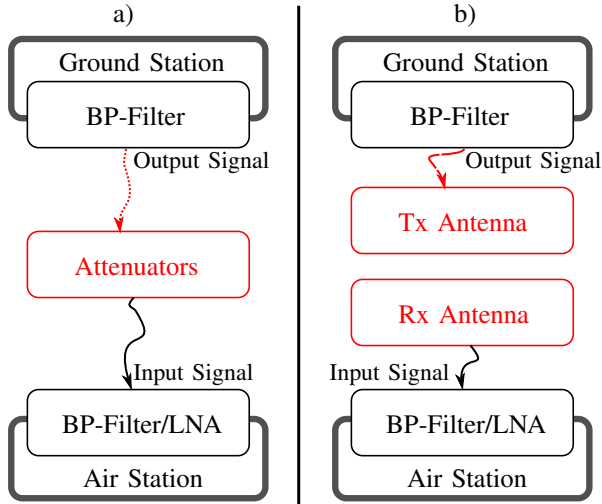 a)
Ground Station
BP-Filter
Output Signal
Attenuators
Input Signal
BP-Filter/LNA
Air Station
b)
Ground Station
BP-Filter
Output Signal
Tx Antenna
Rx Antenna
Input Signal
BP-Filter/LNA
Air Station